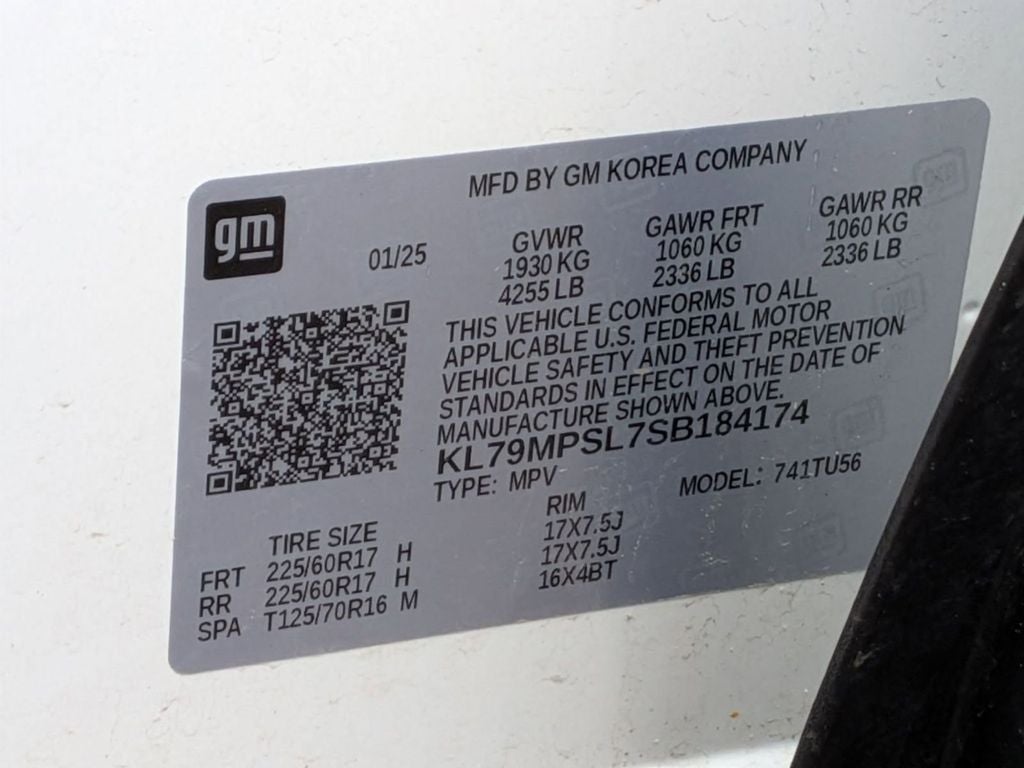 MFD BY GM KOREA COMPANY
gm
01/25
GVWR GAWR FRT GAWR RR
1930 KG 1060 KG 1060 KG
4255 LB 2336 LB 2336 LB
THIS VEHICLE CONFORMS TO ALL
APPLICABLE U.S. FEDERAL MOTOR
VEHICLE SAFETY AND THEFT PREVENTION
STANDARDS IN EFFECT ON THE DATE OF
MANUFACTURE SHOWN ABOVE.
KL79MPSL7SB184174
TYPE: MPV MODEL: 741TU56
TIRE SIZE RIM
FRT 225/60R17 H 17X7.5J
RR 225/60R17 H 17X7.5J
SPA T125/70R16 M 16X4BT